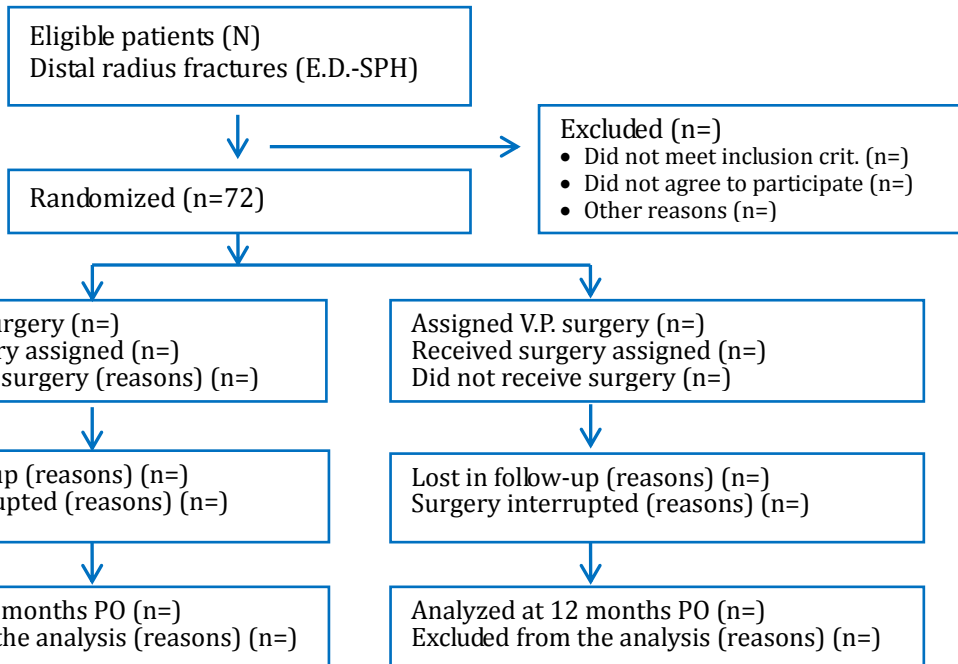 Eligible patients (N)
Distal radius fractures (E.D.-SPH)
Excluded (n=)
• Did not meet inclusion crit. (n=)
• Did not agree to participate (n=)
• Other reasons (n=)
Randomized (n=72)
urgery (n=)
ry assigned (n=)
surgery (reasons) (n=)
Assigned V.P. surgery (n=)
Received surgery assigned (n=)
Did not receive surgery (n=)
up (reasons) (n=)
upted (reasons) (n=)
Lost in follow-up (reasons) (n=)
Surgery interrupted (reasons) (n=)
months PO (n=)
the analysis (reasons) (n=)
Analyzed at 12 months PO (n=)
Excluded from the analysis (reasons) (n=)